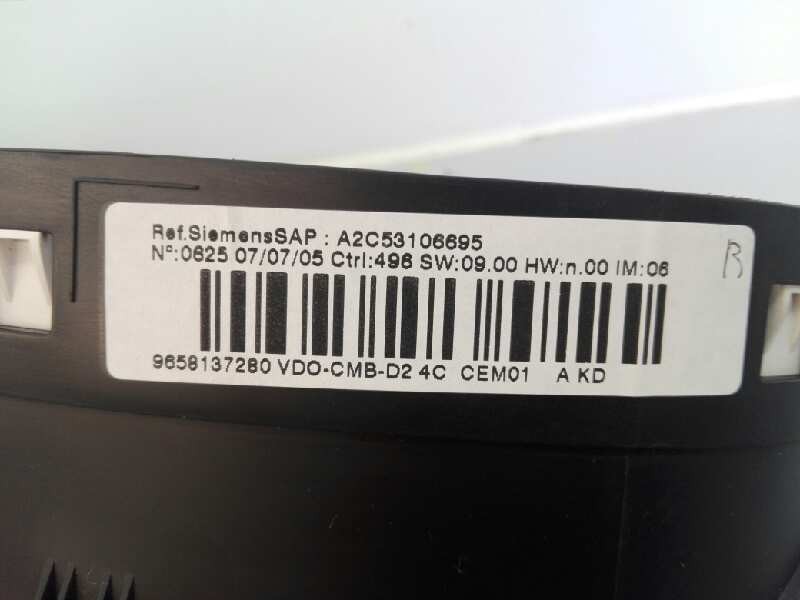 Ref.SiemensSAP : A2C53106695
N°:0625 07/07/05 Ctrl:496 SW:09.00 HW:n.00 IM:06
B
9658137280 VDO-CMB-D2 4C CEM01 A KD